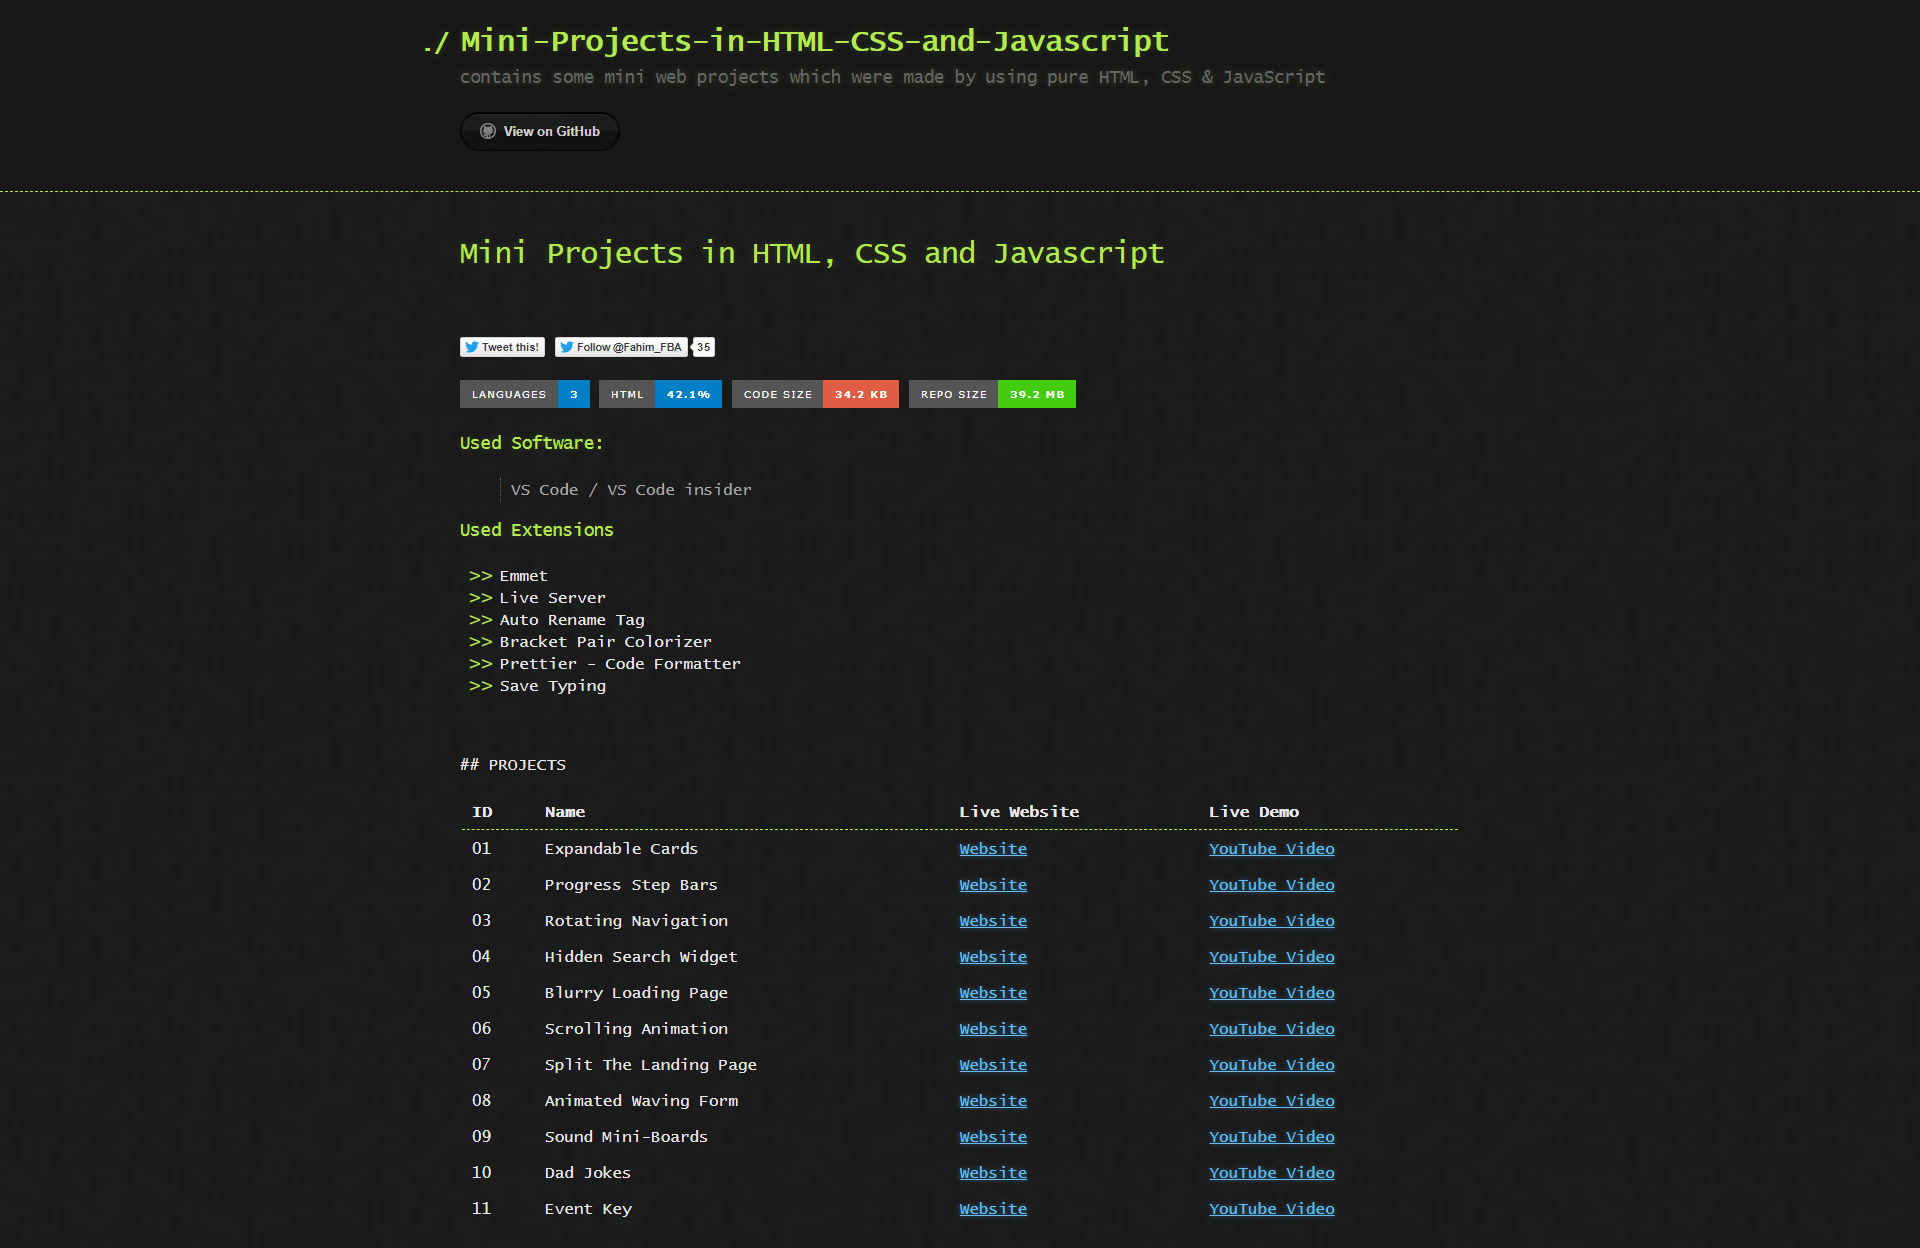 ./ Mini-Projects-in-HTML-CSS-and-Javascript
contains some mini web projects which were made by using pure HTML, CSS & JavaScript
View on GitHub
Mini Projects in HTML, CSS and Javascript
Tweet this! Follow @Fahim_FBA 35
LANGUAGES 3 HTML 42.1% CODE SIZE 34.2 KB REPO SIZE 39.2 MB
Used Software:
VS Code / VS Code insider
Used Extensions
>> Emmet
>> Live Server
>> Auto Rename Tag
>> Bracket Pair Colorizer
>> Prettier - Code Formatter
>> Save Typing
## PROJECTS
ID Name Live Website Live Demo
01 Expandable Cards Website YouTube Video
02 Progress Step Bars Website YouTube Video
03 Rotating Navigation Website YouTube Video
04 Hidden Search Widget Website YouTube Video
05 Blurry Loading Page Website YouTube Video
06 Scrolling Animation Website YouTube Video
07 Split The Landing Page Website YouTube Video
08 Animated Waving Form Website YouTube Video
09 Sound Mini-Boards Website YouTube Video
10 Dad Jokes Website YouTube Video
11 Event Key Website YouTube Video